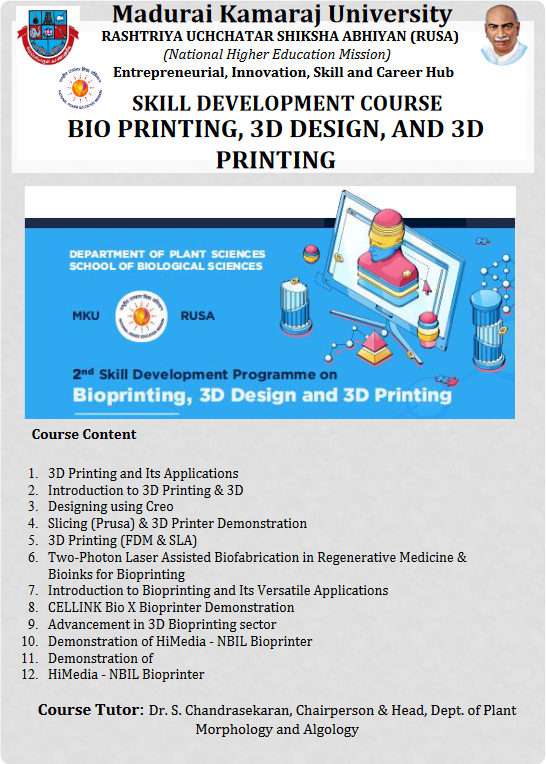 Madurai Kamaraj University
RASHTRIYA UCHCHATAR SHIKSHA ABHIYAN (RUSA)
(National Higher Education Mission)
Entrepreneurial, Innovation, Skill and Career Hub
SKILL DEVELOPMENT COURSE
BIO PRINTING, 3D DESIGN, AND 3D
PRINTING
DEPARTMENT OF PLANT SCIENCES
SCHOOL OF BIOLOGICAL SCIENCES
MKU RUSA
2nd Skill Development Programme on
Bioprinting, 3D Design and 3D Printing
Course Content
1. 3D Printing and Its Applications
2. Introduction to 3D Printing & 3D
3. Designing using Creo
4. Slicing (Prusa) & 3D Printer Demonstration
5. 3D Printing (FDM & SLA)
6. Two-Photon Laser Assisted Biofabrication in Regenerative Medicine &
Bioinks for Bioprinting
7. Introduction to Bioprinting and Its Versatile Applications
8. CELLINK Bio X Bioprinter Demonstration
9. Advancement in 3D Bioprinting sector
10. Demonstration of HiMedia - NBIL Bioprinter
11. Demonstration of
12. HiMedia - NBIL Bioprinter
Course Tutor: Dr. S. Chandrasekaran, Chairperson & Head, Dept. of Plant
Morphology and Algology